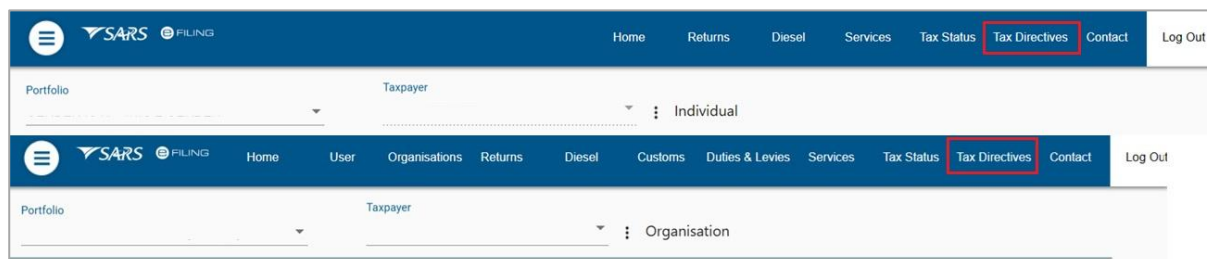 SARS eFILING Home Returns Diesel Services Tax Status Tax Directives Contact Log Out
Portfolio Taxpayer
Individual
SARS eFILING Home User Organisations Returns Diesel Customs Duties & Levies Services Tax Status Tax Directives Contact Log Out
Portfolio Taxpayer
Organisation